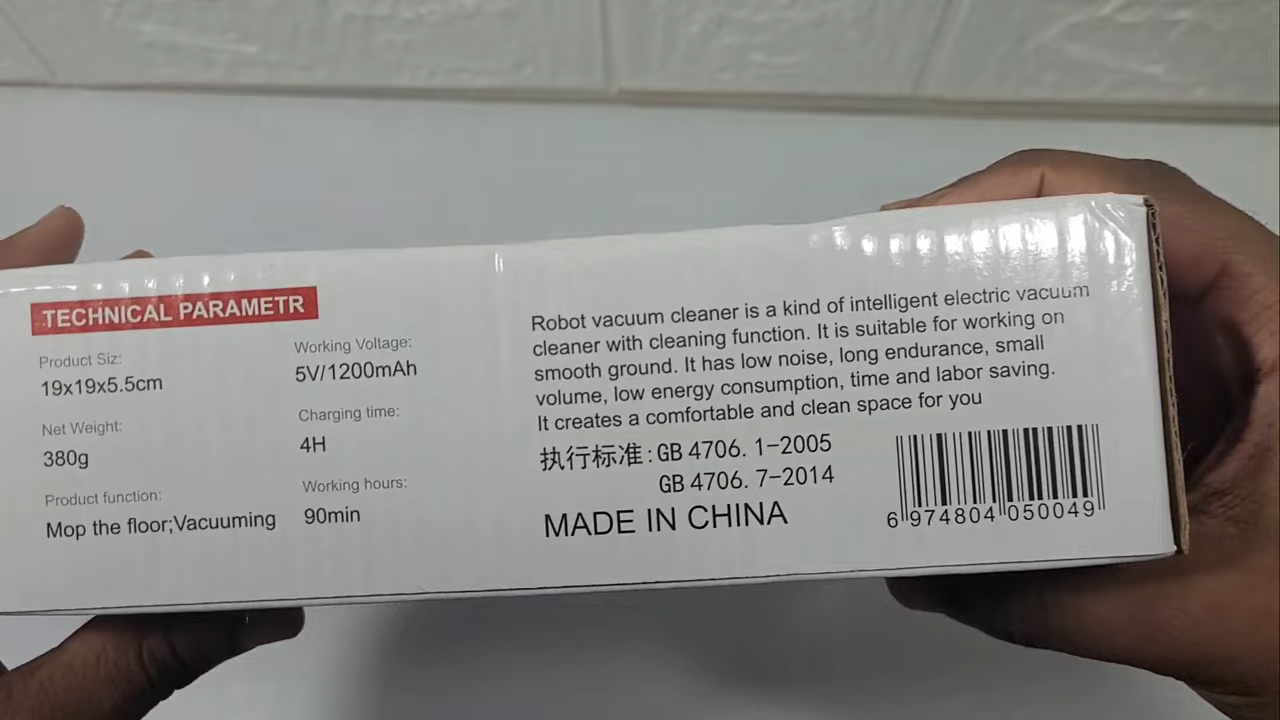 TECHNICAL PARAMETR
Product Siz:
19x19x5.5cm
Net Weight:
380g
Product function:
Mop the floor;Vacuuming
Working Voltage:
5V/1200mAh
Charging time:
4H
Working hours:
90min
Robot vacuum cleaner is a kind of intelligent electric vacuum
cleaner with cleaning function. It is suitable for working on
smooth ground. It has low noise, long endurance, small
volume, low energy consumption, time and labor saving.
It creates a comfortable and clean space for you
执行标准:GB 4706. 1-2005
GB 4706. 7-2014
MADE IN CHINA
6 974804 050049